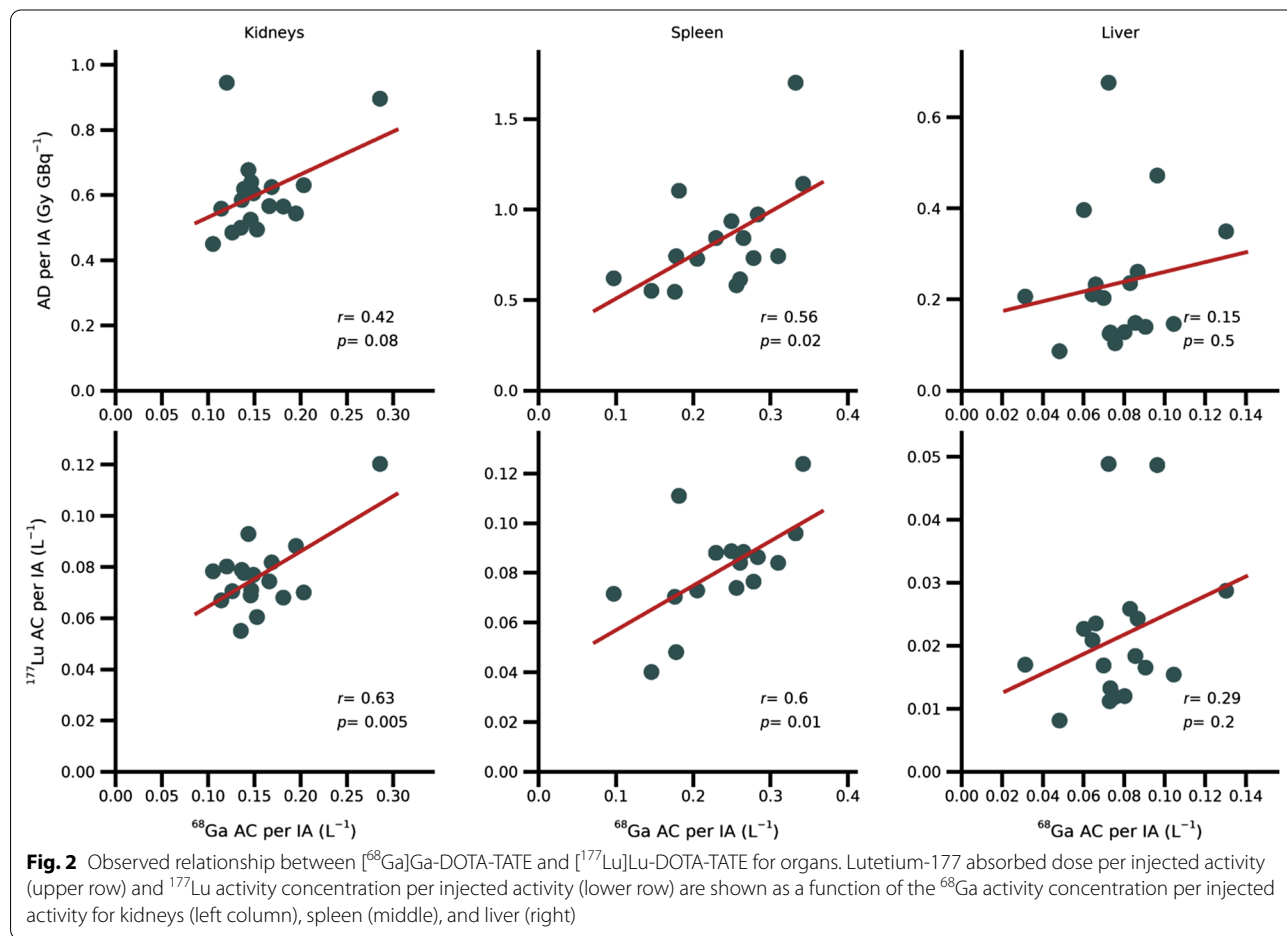 Kidneys
Spleen
Liver
AD per IA (Gy GBq⁻¹)
1.0
0.8
0.6
0.4
0.2
0.0
r= 0.42
p= 0.08
0.00 0.10 0.15 0.20 0.25 0.30
1.5
1.0
0.5
0.0
r= 0.56
p= 0.02
0.0 0.1 0.2 0.3 0.4
0.6
0.4
0.2
0.0
r= 0.15
p= 0.5
0.00 0.02 0.04 0.06 0.08 0.10 0.12 0.14
¹⁷⁷Lu AC per IA (L⁻¹)
0.12
0.10
0.08
0.06
0.04
0.02
0.00
r= 0.63
p= 0.005
0.00 0.10 0.15 0.20 0.25 0.30
⁶⁸Ga AC per IA (L⁻¹)
0.12
0.10
0.08
0.06
0.04
0.02
0.00
r= 0.6
p= 0.01
0.0 0.1 0.2 0.3 0.4
⁶⁸Ga AC per IA (L⁻¹)
0.05
0.04
0.03
0.02
0.01
0.00
r= 0.29
p= 0.2
0.00 0.02 0.04 0.06 0.08 0.10 0.12 0.14
⁶⁸Ga AC per IA (L⁻¹)
Fig. 2 Observed relationship between [⁶⁸Ga]Ga-DOTA-TATE and [¹⁷⁷Lu]Lu-DOTA-TATE for organs. Lutetium-177 absorbed dose per injected activity
(upper row) and ¹⁷⁷Lu activity concentration per injected activity (lower row) are shown as a function of the ⁶⁸Ga activity concentration per injected
activity for kidneys (left column), spleen (middle), and liver (right)